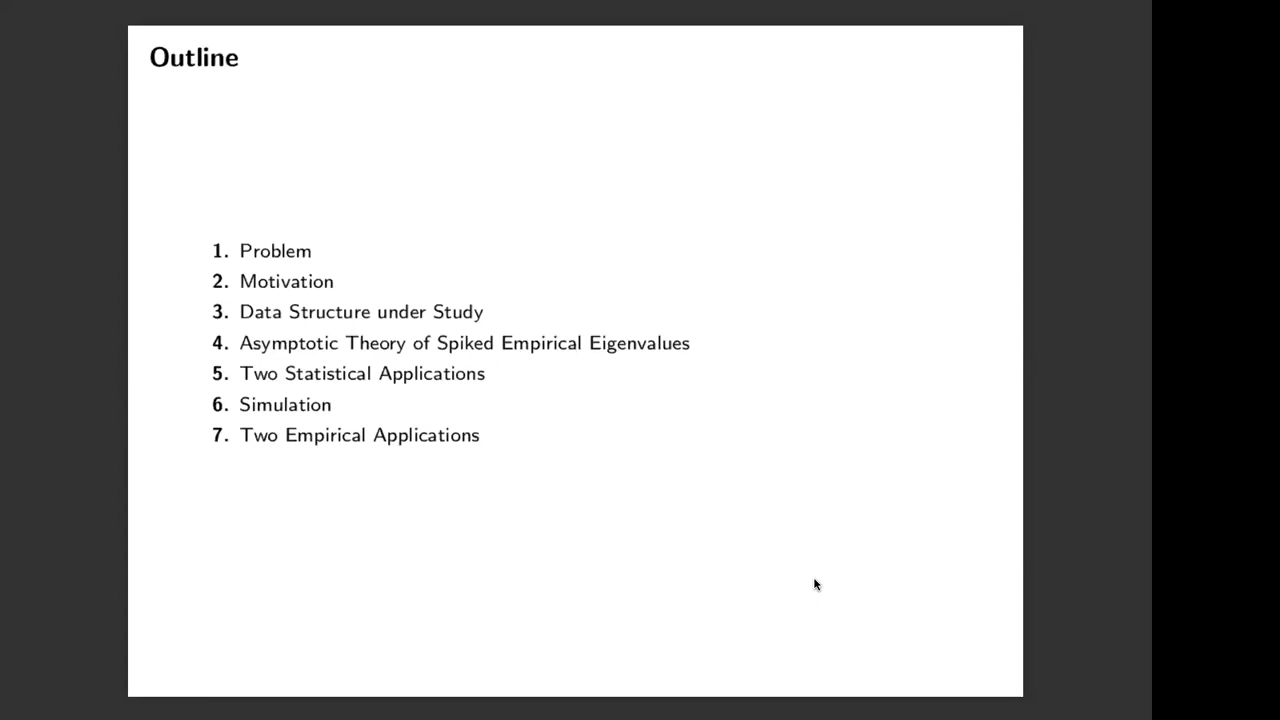 Outline
1. Problem
2. Motivation
3. Data Structure under Study
4. Asymptotic Theory of Spiked Empirical Eigenvalues
5. Two Statistical Applications
6. Simulation
7. Two Empirical Applications